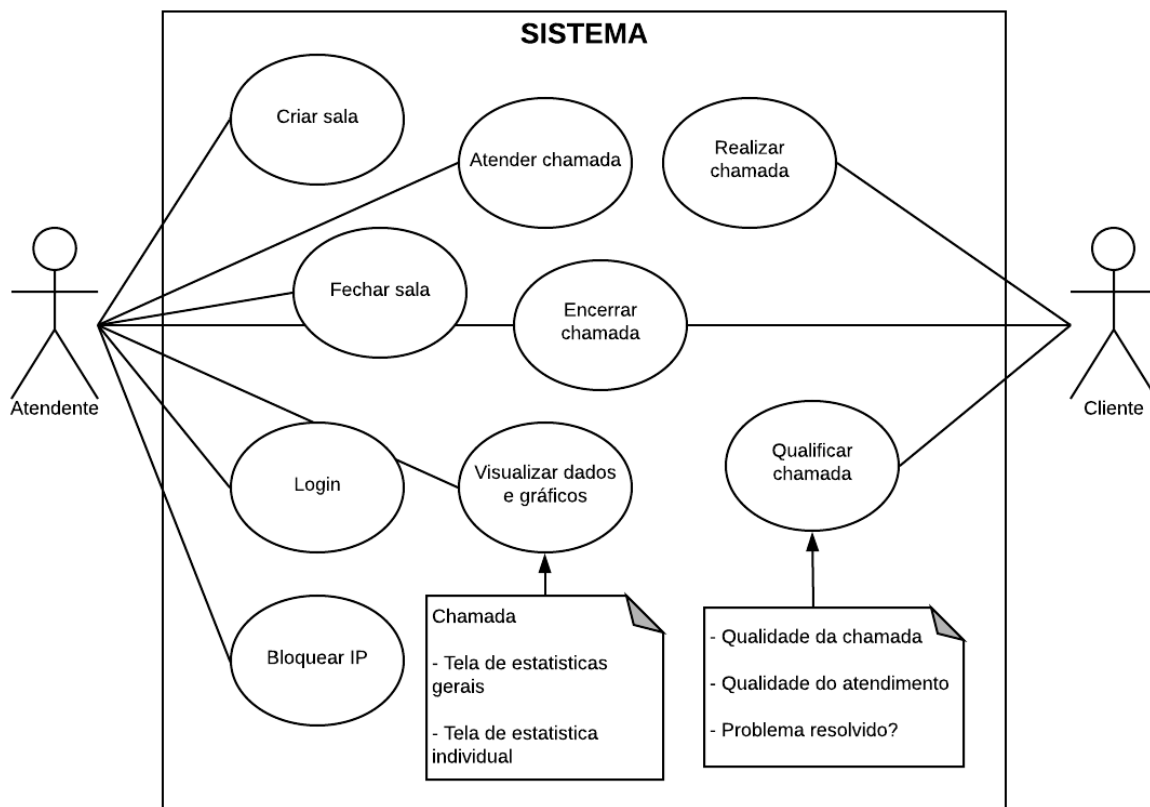 SISTEMA
Criar sala
Atender chamada
Realizar
chamada
Fechar sala
Encerrar
chamada
Atendente
Cliente
Login
Visualizar dados
e gráficos
Qualificar
chamada
Bloquear IP
Chamada
- Tela de estatisticas
gerais
- Tela de estatistica
individual
- Qualidade da chamada
- Qualidade do atendimento
- Problema resolvido?